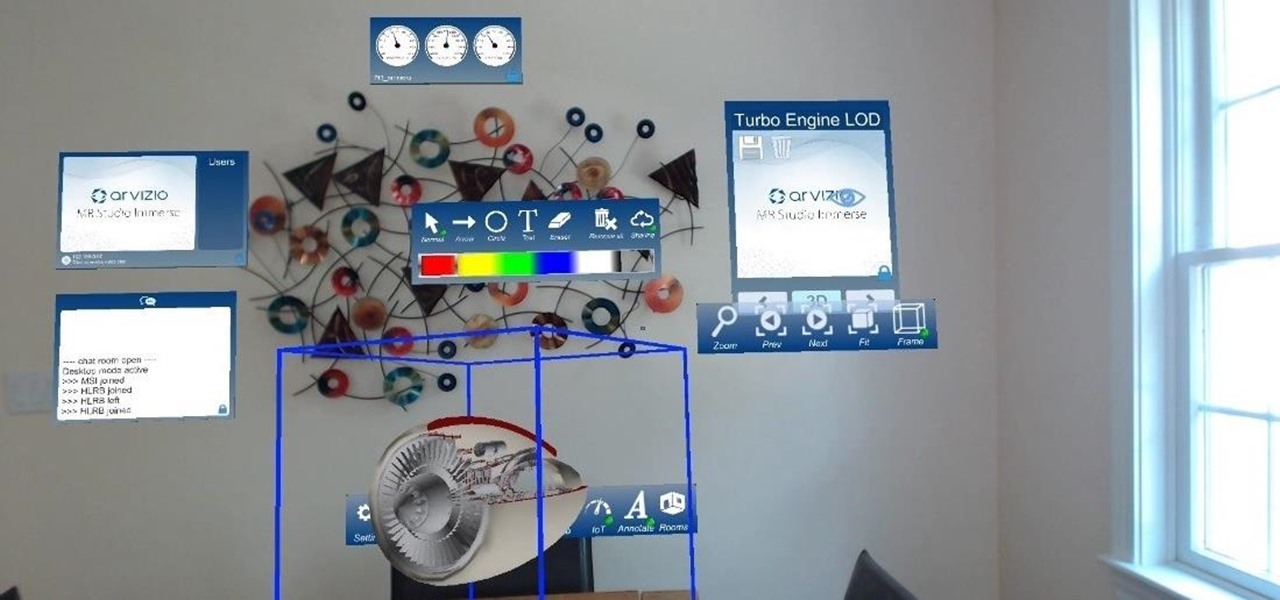 Turbo Engine LOD
Users
arvizio
MR Studio Immerse
arvizio
MR Studio Immerse
Normal Arrow Circle Text Eraser Remove all Sharing
3D
Zoom Prev Next Fit Frame
---- chat room open ----
Desktop mode active
>>> MSI joined
>>> HLRB joined
>>> HLRB left
>>> HLRB joined
IoT Annotate Rooms